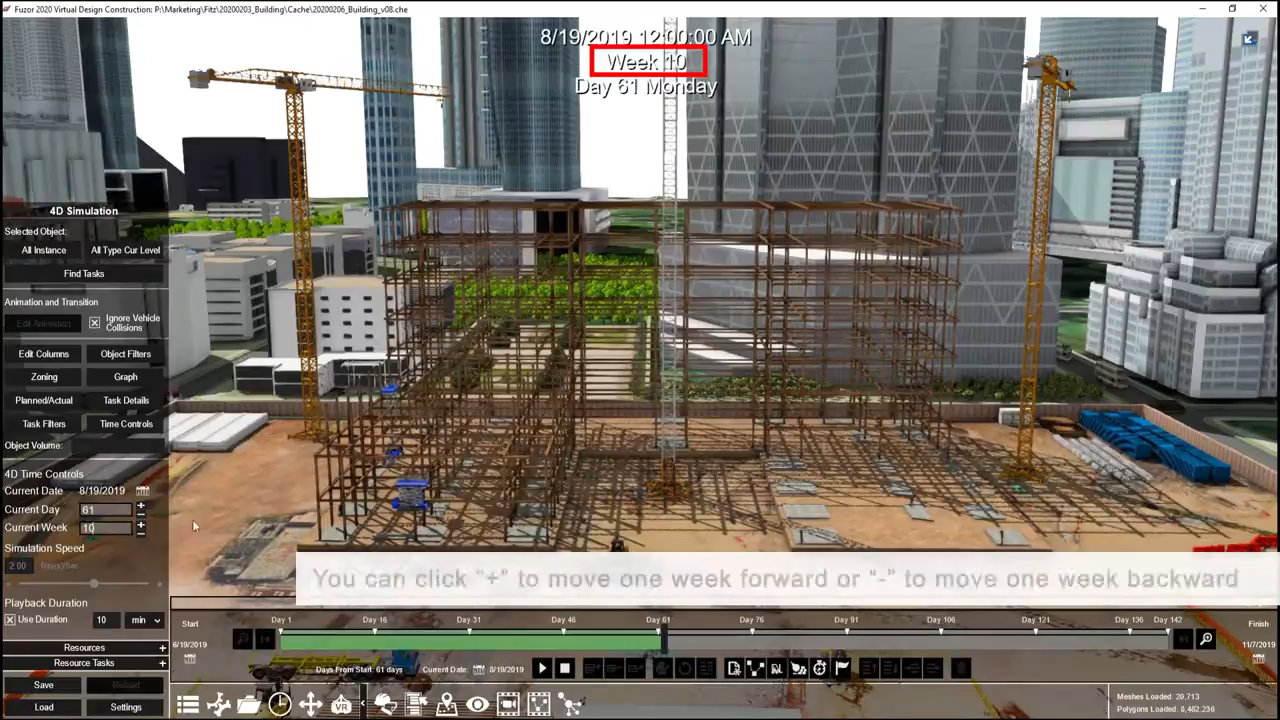 Fuzor 2020 Virtual Design Construction: P:\Marketing\Fitz\20200203_Building\Cache\20200206_Building_v08.che
8/19/2019 12:00:00 AM
Week 10
Day 61 Monday
4D Simulation
Selected Object:
All Instance All Type Cur Level
Find Tasks
Animation and Transition
Edit Animation Ignore Vehicle Collisions
Edit Columns Object Filters
Zoning Graph
Planned/Actual Task Details
Task Filters Time Controls
Object Volume:
4D Time Controls
Current Date 8/19/2019
Current Day 61
Current Week 10
Simulation Speed
2.00 Day(s)/Sec
Playback Duration
Use Duration 10 min
Resources +
Resource Tasks +
Save Reload
Load Settings
You can click "+" to move one week forward or "-" to move one week backward
Start Day 1 Day 16 Day 31 Day 46 Day 61 Day 76 Day 91 Day 106 Day 121 Day 136 Day 142 Finish
6/19/2019 11/7/2019
Days From Start: 61 days Current Date: 8/19/2019
VR
Meshes Loaded: 20,713
Polygons Loaded: 8,482,236